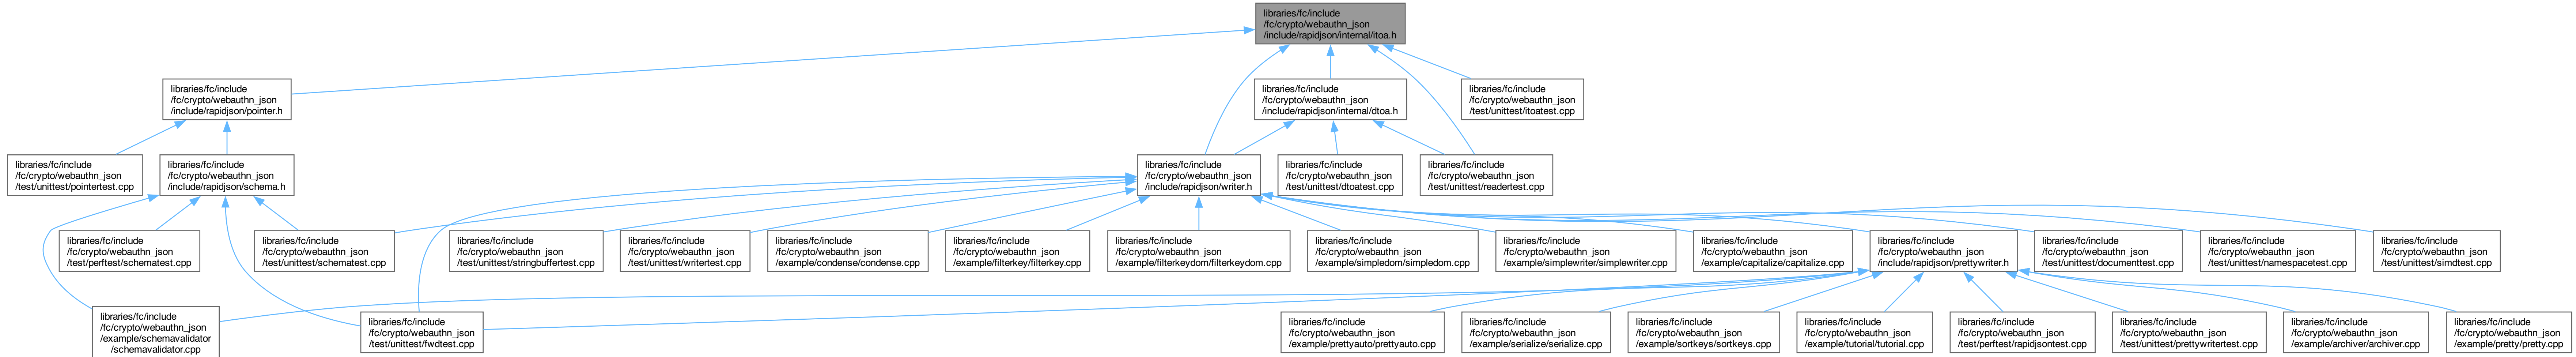 libraries/fc/include
/fc/crypto/webauthn_json
/include/rapidjson/internal/itoa.h
libraries/fc/include
/fc/crypto/webauthn_json
/include/rapidjson/pointer.h
libraries/fc/include
/fc/crypto/webauthn_json
/include/rapidjson/internal/dtoa.h
libraries/fc/include
/fc/crypto/webauthn_json
/test/unittest/itoatest.cpp
libraries/fc/include
/fc/crypto/webauthn_json
/test/unittest/pointertest.cpp
libraries/fc/include
/fc/crypto/webauthn_json
/include/rapidjson/schema.h
libraries/fc/include
/fc/crypto/webauthn_json
/include/rapidjson/writer.h
libraries/fc/include
/fc/crypto/webauthn_json
/test/unittest/dtoatest.cpp
libraries/fc/include
/fc/crypto/webauthn_json
/test/unittest/readertest.cpp
libraries/fc/include
/fc/crypto/webauthn_json
/test/perftest/schematest.cpp
libraries/fc/include
/fc/crypto/webauthn_json
/test/unittest/schematest.cpp
libraries/fc/include
/fc/crypto/webauthn_json
/test/unittest/stringbuffertest.cpp
libraries/fc/include
/fc/crypto/webauthn_json
/test/unittest/writertest.cpp
libraries/fc/include
/fc/crypto/webauthn_json
/example/condense/condense.cpp
libraries/fc/include
/fc/crypto/webauthn_json
/example/filterkey/filterkey.cpp
libraries/fc/include
/fc/crypto/webauthn_json
/example/filterkeydom/filterkeydom.cpp
libraries/fc/include
/fc/crypto/webauthn_json
/example/simpledom/simpledom.cpp
libraries/fc/include
/fc/crypto/webauthn_json
/example/simplewriter/simplewriter.cpp
libraries/fc/include
/fc/crypto/webauthn_json
/example/capitalize/capitalize.cpp
libraries/fc/include
/fc/crypto/webauthn_json
/include/rapidjson/prettywriter.h
libraries/fc/include
/fc/crypto/webauthn_json
/test/unittest/documenttest.cpp
libraries/fc/include
/fc/crypto/webauthn_json
/test/unittest/namespacetest.cpp
libraries/fc/include
/fc/crypto/webauthn_json
/test/unittest/simdtest.cpp
libraries/fc/include
/fc/crypto/webauthn_json
/example/schemavalidator
/schemavalidator.cpp
libraries/fc/include
/fc/crypto/webauthn_json
/test/unittest/fwdtest.cpp
libraries/fc/include
/fc/crypto/webauthn_json
/example/prettyauto/prettyauto.cpp
libraries/fc/include
/fc/crypto/webauthn_json
/example/serialize/serialize.cpp
libraries/fc/include
/fc/crypto/webauthn_json
/example/sortkeys/sortkeys.cpp
libraries/fc/include
/fc/crypto/webauthn_json
/example/tutorial/tutorial.cpp
libraries/fc/include
/fc/crypto/webauthn_json
/test/perftest/rapidjsontest.cpp
libraries/fc/include
/fc/crypto/webauthn_json
/test/unittest/prettywritertest.cpp
libraries/fc/include
/fc/crypto/webauthn_json
/example/archiver/archiver.cpp
libraries/fc/include
/fc/crypto/webauthn_json
/example/pretty/pretty.cpp